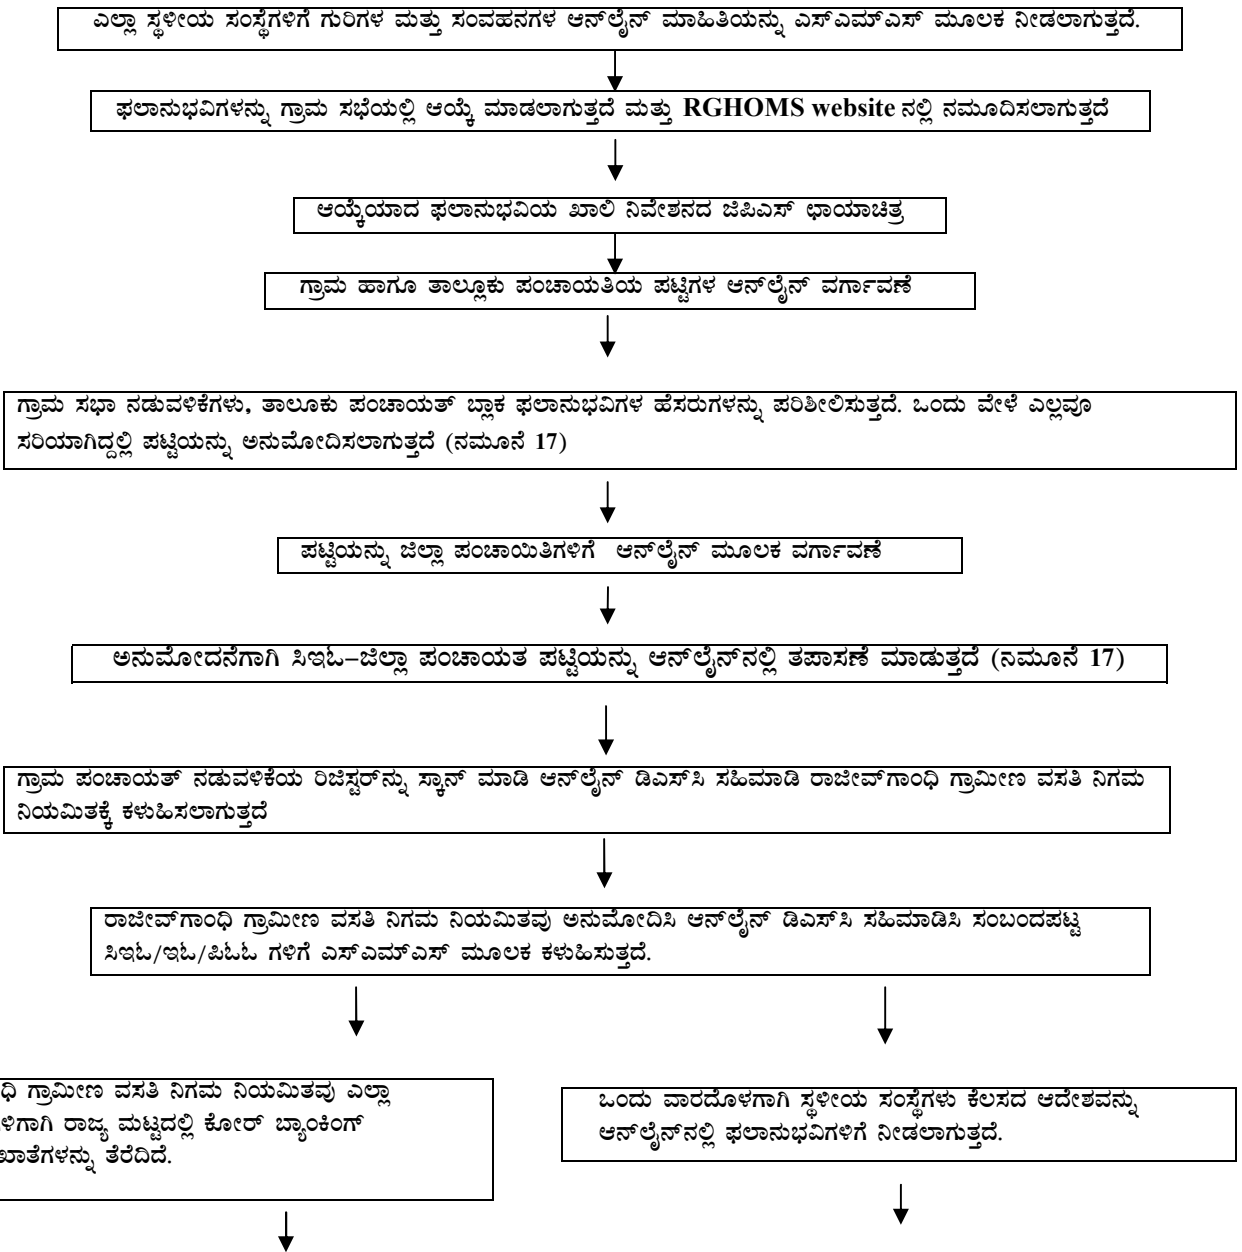 ಎಲ್ಲಾ ಸ್ಥಳೀಯ ಸಂಸ್ಥೆಗಳಿಗೆ ಗುರಿಗಳ ಮತ್ತು ಸಂವಹನಗಳ ಆನ್‌ಲೈನ್ ಮಾಹಿತಿಯನ್ನು ಎಸ್ಎಮ್ಎಸ್ ಮೂಲಕ ನೀಡಲಾಗುತ್ತದೆ.
ಫಲಾನುಭವಿಗಳನ್ನು ಗ್ರಾಮ ಸಭೆಯಲ್ಲಿ ಆಯ್ಕೆ ಮಾಡಲಾಗುತ್ತದೆ ಮತ್ತು RGHOMS website ನಲ್ಲಿ ನಮೂದಿಸಲಾಗುತ್ತದೆ
ಆಯ್ಕೆಯಾದ ಫಲಾನುಭವಿಯ ಖಾಲಿ ನಿವೇಶನದ ಜಿಪಿಎಸ್ ಛಾಯಾಚಿತ್ರ
ಗ್ರಾಮ ಹಾಗೂ ತಾಲ್ಲೂಕು ಪಂಚಾಯತಿಯ ಪಟ್ಟಿಗಳ ಆನ್‌ಲೈನ್ ವರ್ಗಾವಣೆ
ಗ್ರಾಮ ಸಭಾ ನಡುವಳಿಕೆಗಳು, ತಾಲೂಕು ಪಂಚಾಯತ್ ಬ್ಲಾಕ ಫಲಾನುಭವಿಗಳ ಹೆಸರುಗಳನ್ನು ಪರಿಶೀಲಿಸುತ್ತದೆ. ಒಂದು ವೇಳೆ ಎಲ್ಲವೂ
ಸರಿಯಾಗಿದ್ದಲ್ಲಿ ಪಟ್ಟಿಯನ್ನು ಅನುಮೋದಿಸಲಾಗುತ್ತದೆ (ನಮೂನೆ 17)
ಪಟ್ಟಿಯನ್ನು ಜಿಲ್ಲಾ ಪಂಚಾಯಿತಿಗಳಿಗೆ ಆನ್‌ಲೈನ್ ಮೂಲಕ ವರ್ಗಾವಣೆ
ಅನುಮೋದನೆಗಾಗಿ ಸಿಇಓ–ಜಿಲ್ಲಾ ಪಂಚಾಯತ ಪಟ್ಟಿಯನ್ನು ಆನ್‌ಲೈನ್‌ನಲ್ಲಿ ತಪಾಸಣೆ ಮಾಡುತ್ತದೆ (ನಮೂನೆ 17)
ಗ್ರಾಮ ಪಂಚಾಯತ್ ನಡುವಳಿಕೆಯ ರಿಜಿಸ್ಟರ್‌ನ್ನು ಸ್ಕಾನ್ ಮಾಡಿ ಆನ್‌ಲೈನ್ ಡಿಎಸ್‌ಸಿ ಸಹಿಮಾಡಿ ರಾಜೀವ್‌ಗಾಂಧಿ ಗ್ರಾಮೀಣ ವಸತಿ ನಿಗಮ
ನಿಯಮಿತಕ್ಕೆ ಕಳುಹಿಸಲಾಗುತ್ತದೆ
ರಾಜೀವ್‌ಗಾಂಧಿ ಗ್ರಾಮೀಣ ವಸತಿ ನಿಗಮ ನಿಯಮಿತವು ಅನುಮೋದಿಸಿ ಆನ್‌ಲೈನ್ ಡಿಎಸ್‌ಸಿ ಸಹಿಮಾಡಿಸಿ ಸಂಬಂದಪಟ್ಟ
ಸಿಇಓ/ಇಓ/ಪಿಓಓ ಗಳಿಗೆ ಎಸ್ಎಮ್ಎಸ್ ಮೂಲಕ ಕಳುಹಿಸುತ್ತದೆ.
ಧಿ ಗ್ರಾಮೀಣ ವಸತಿ ನಿಗಮ ನಿಯಮಿತವು ಎಲ್ಲಾ
ಳಿಗಾಗಿ ರಾಜ್ಯ ಮಟ್ಟದಲ್ಲಿ ಕೋರ್ ಬ್ಯಾಂಕಿಂಗ್
ಖಾತೆಗಳನ್ನು ತೆರೆದಿದೆ.
ಒಂದು ವಾರದೊಳಗಾಗಿ ಸ್ಥಳೀಯ ಸಂಸ್ಥೆಗಳು ಕೆಲಸದ ಆದೇಶವನ್ನು
ಆನ್‌ಲೈನ್‌ನಲ್ಲಿ ಫಲಾನುಭವಿಗಳಿಗೆ ನೀಡಲಾಗುತ್ತದೆ.